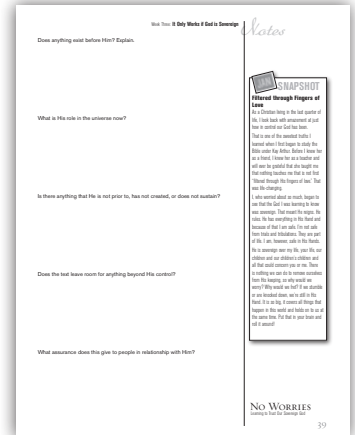 Week Three: It Only Works if God is Sovereign
Notes
Does anything exist before Him? Explain.
What is His role in the universe now?
Is there anything that He is not prior to, has not created, or does not sustain?
Does the text leave room for anything beyond His control?
What assurance does this give to people in relationship with Him?
SNAPSHOT
Filtered through Fingers of
Love
As a Christian living in the last quarter of
life, I look back with amazement at just
how in control our God has been.
That is one of the sweetest truths I
learned when I first began to study the
Bible under Kay Arthur. Before I knew her
as a friend, I knew her as a teacher and
will ever be grateful that she taught me
that nothing touches me that is not first
"filtered through the fingers of love." That
was life-changing.
I, who worried about so much, began to
see that the God I was learning to know
was sovereign. That meant He reigns. He
rules. He has everything in His Hand and
because of that I am safe. I'm not safe
from trials and tribulations. They are part
of life. I am, however, safe in His Hands.
He is sovereign over my life, your life, our
children and our children's children and
all that could concern you or me. There
is nothing we can do to remove ourselves
from His keeping, so why would we
worry? Why would we fret? If we stumble
or are knocked down, we're still in His
Hand. It is so big, it covers all things that
happen in this world and holds on to us at
the same time. Put that in your brain and
roll it around!
NO WORRIES
Learning to Trust Our Sovereign God
39